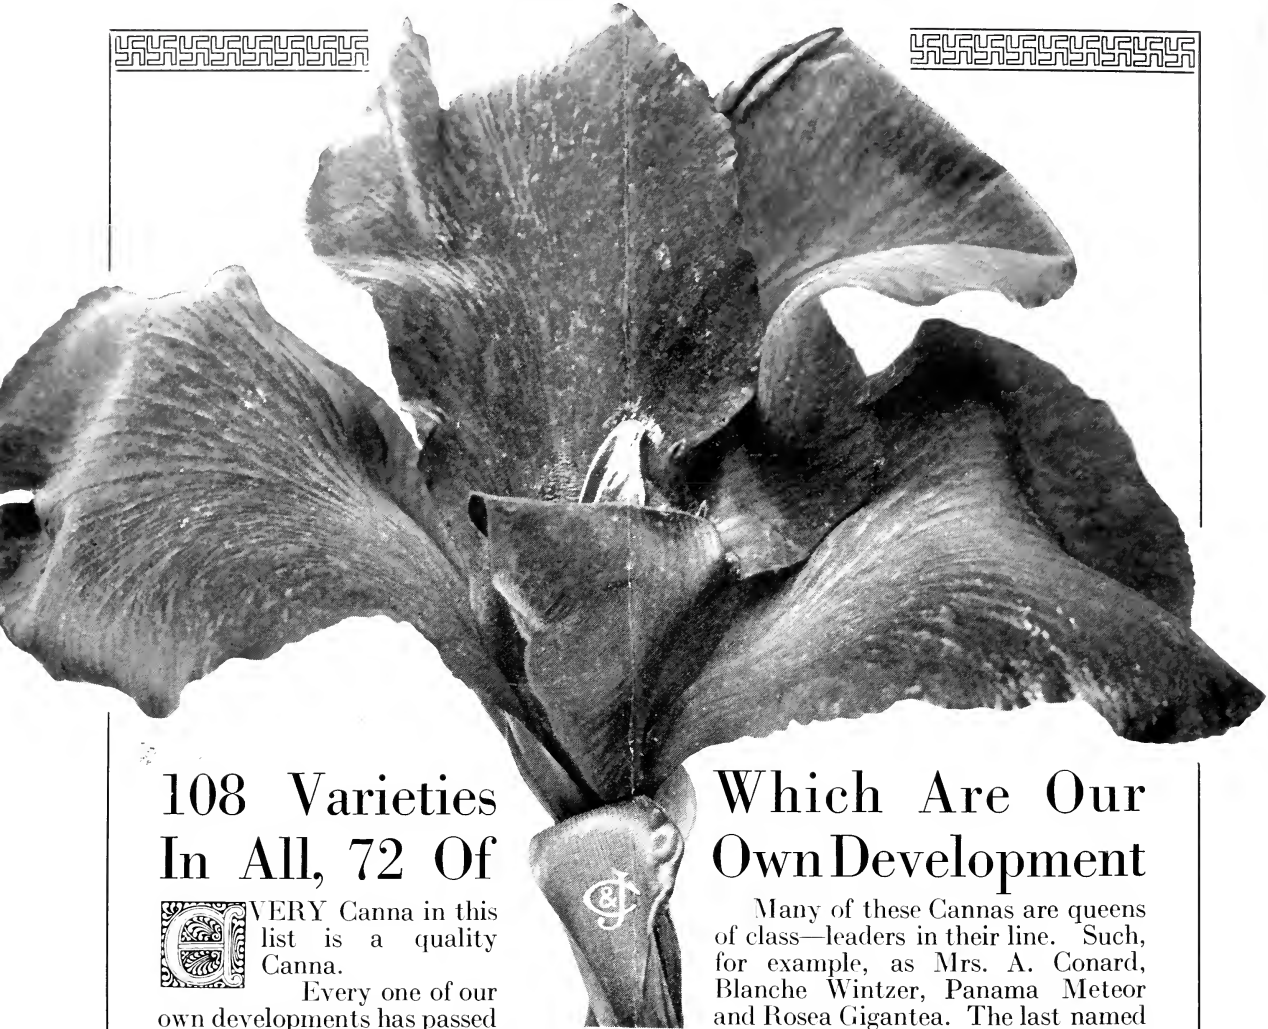 108 Varieties
In All, 72 Of
EVERY Canna in this
list is a quality
Canna.
Every one of our
own developments has passed
C&J
Which Are Our
Own Development
Many of these Cannas are queens
of class—leaders in their line. Such,
for example, as Mrs. A. Conard,
Blanche Wintzer, Panama Meteor
and Rosea Gigantea. The last named